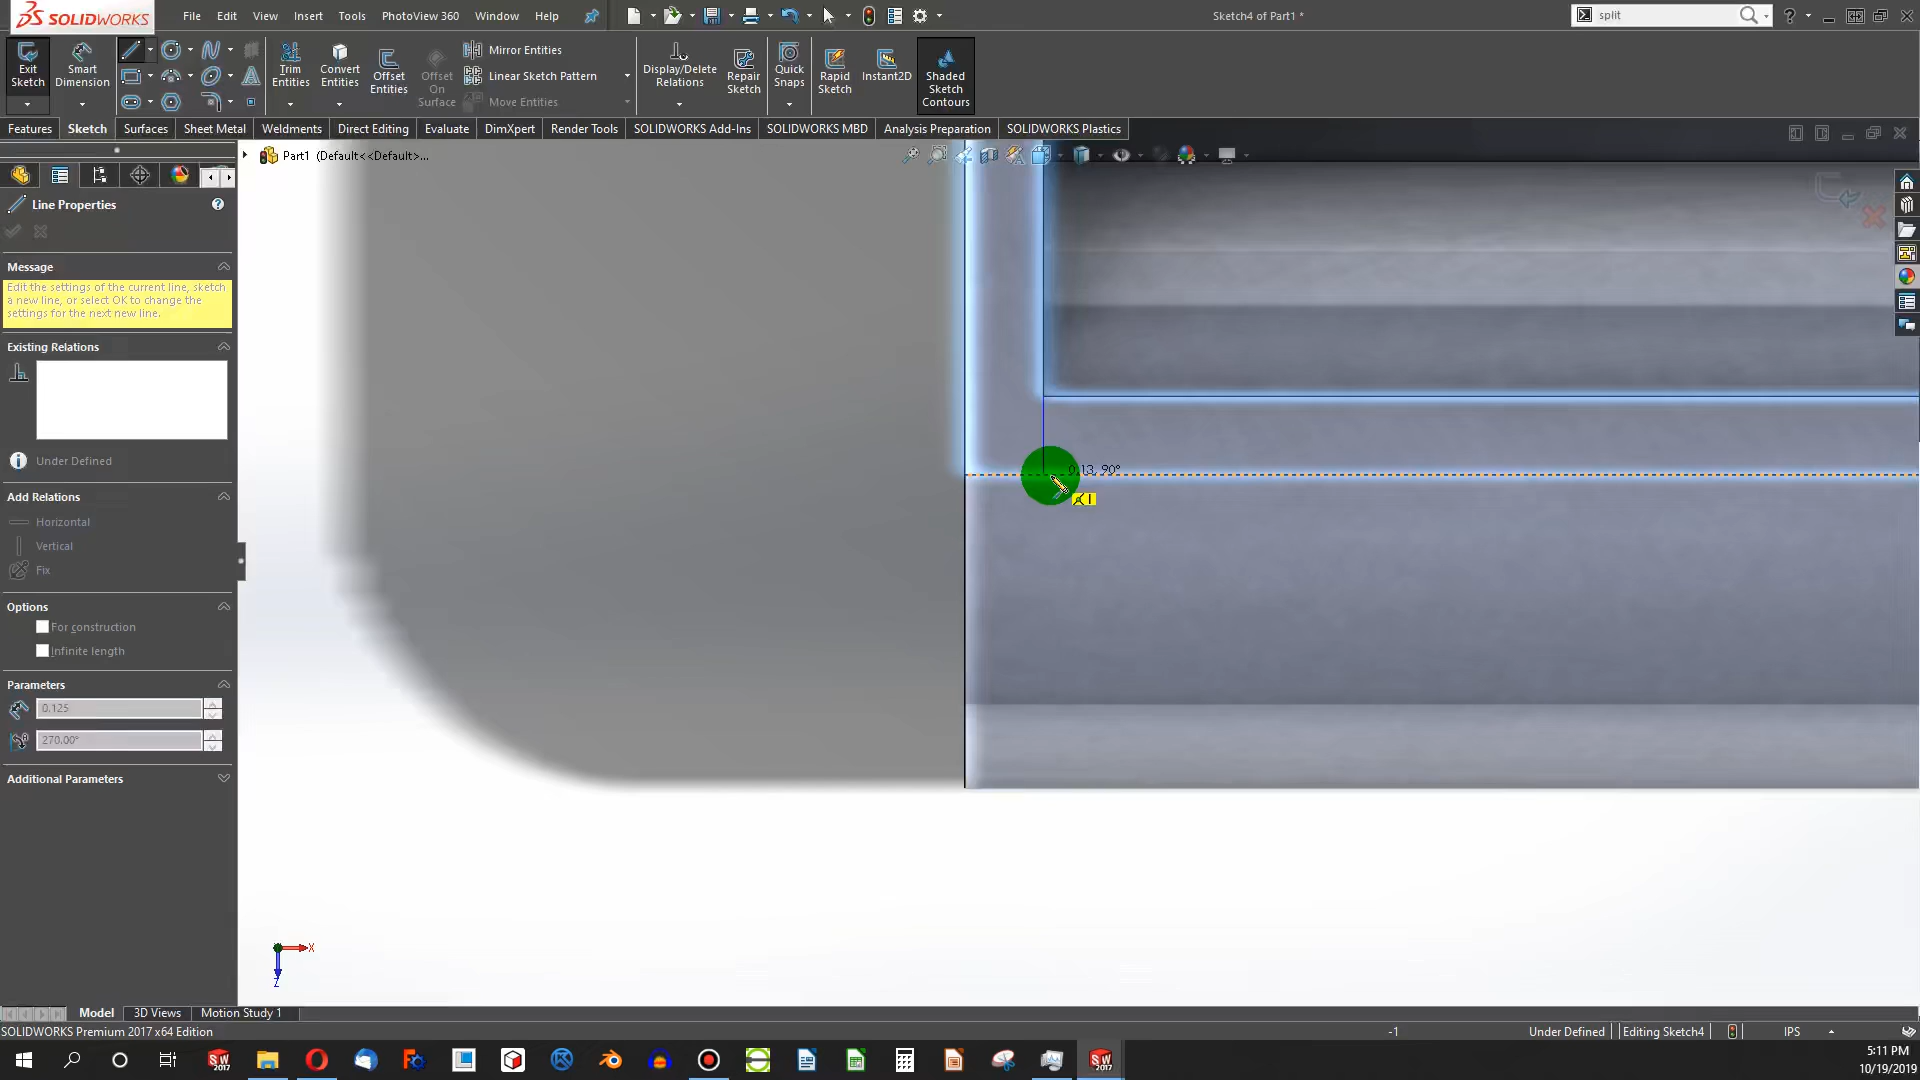 SOLIDWORKS
File Edit View Insert Tools PhotoView 360 Window Help
Sketch4 of Part1 *
split
Exit Sketch
Smart Dimension
Trim Entities
Convert Entities
Offset Entities
Offset On Surface
Mirror Entities
Linear Sketch Pattern
Move Entities
Display/Delete Relations
Repair Sketch
Quick Snaps
Rapid Sketch
Instant2D
Shaded Sketch Contours
Features Sketch Surfaces Sheet Metal Weldments Direct Editing Evaluate DimXpert Render Tools SOLIDWORKS Add-Ins SOLIDWORKS MBD Analysis Preparation SOLIDWORKS Plastics
Part1 (Default<<Default>...
Line Properties
Message
Edit the settings of the current line, sketch
a new line, or select OK to change the
settings for the next new line.
Existing Relations
Under Defined
Add Relations
Horizontal
Vertical
Fix
Options
For construction
Infinite length
Parameters
0.125
270.00°
Additional Parameters
0.13, 90°
X
Z
Model 3D Views Motion Study 1
SOLIDWORKS Premium 2017 x64 Edition
-1
Under Defined
Editing Sketch4
IPS
SW 2017
SW 2017
5:11 PM
10/19/2019